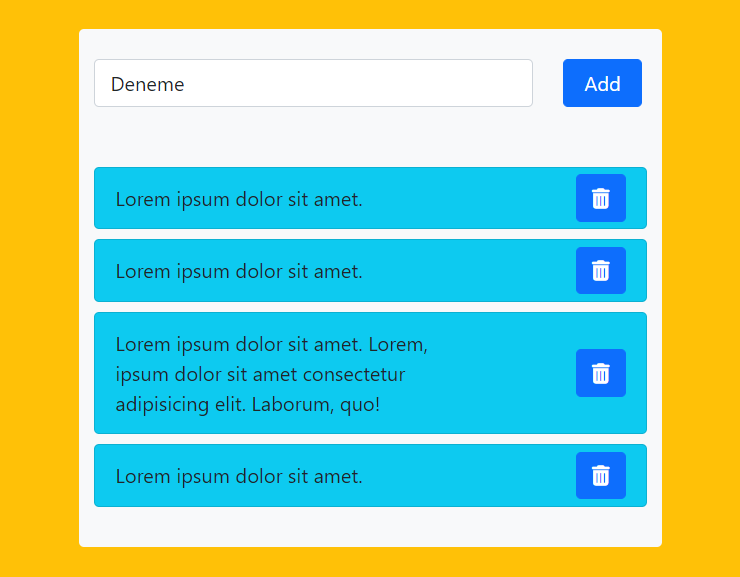 Deneme
Add
Lorem ipsum dolor sit amet.
Lorem ipsum dolor sit amet.
Lorem ipsum dolor sit amet. Lorem,
ipsum dolor sit amet consectetur
adipisicing elit. Laborum, quo!
Lorem ipsum dolor sit amet.